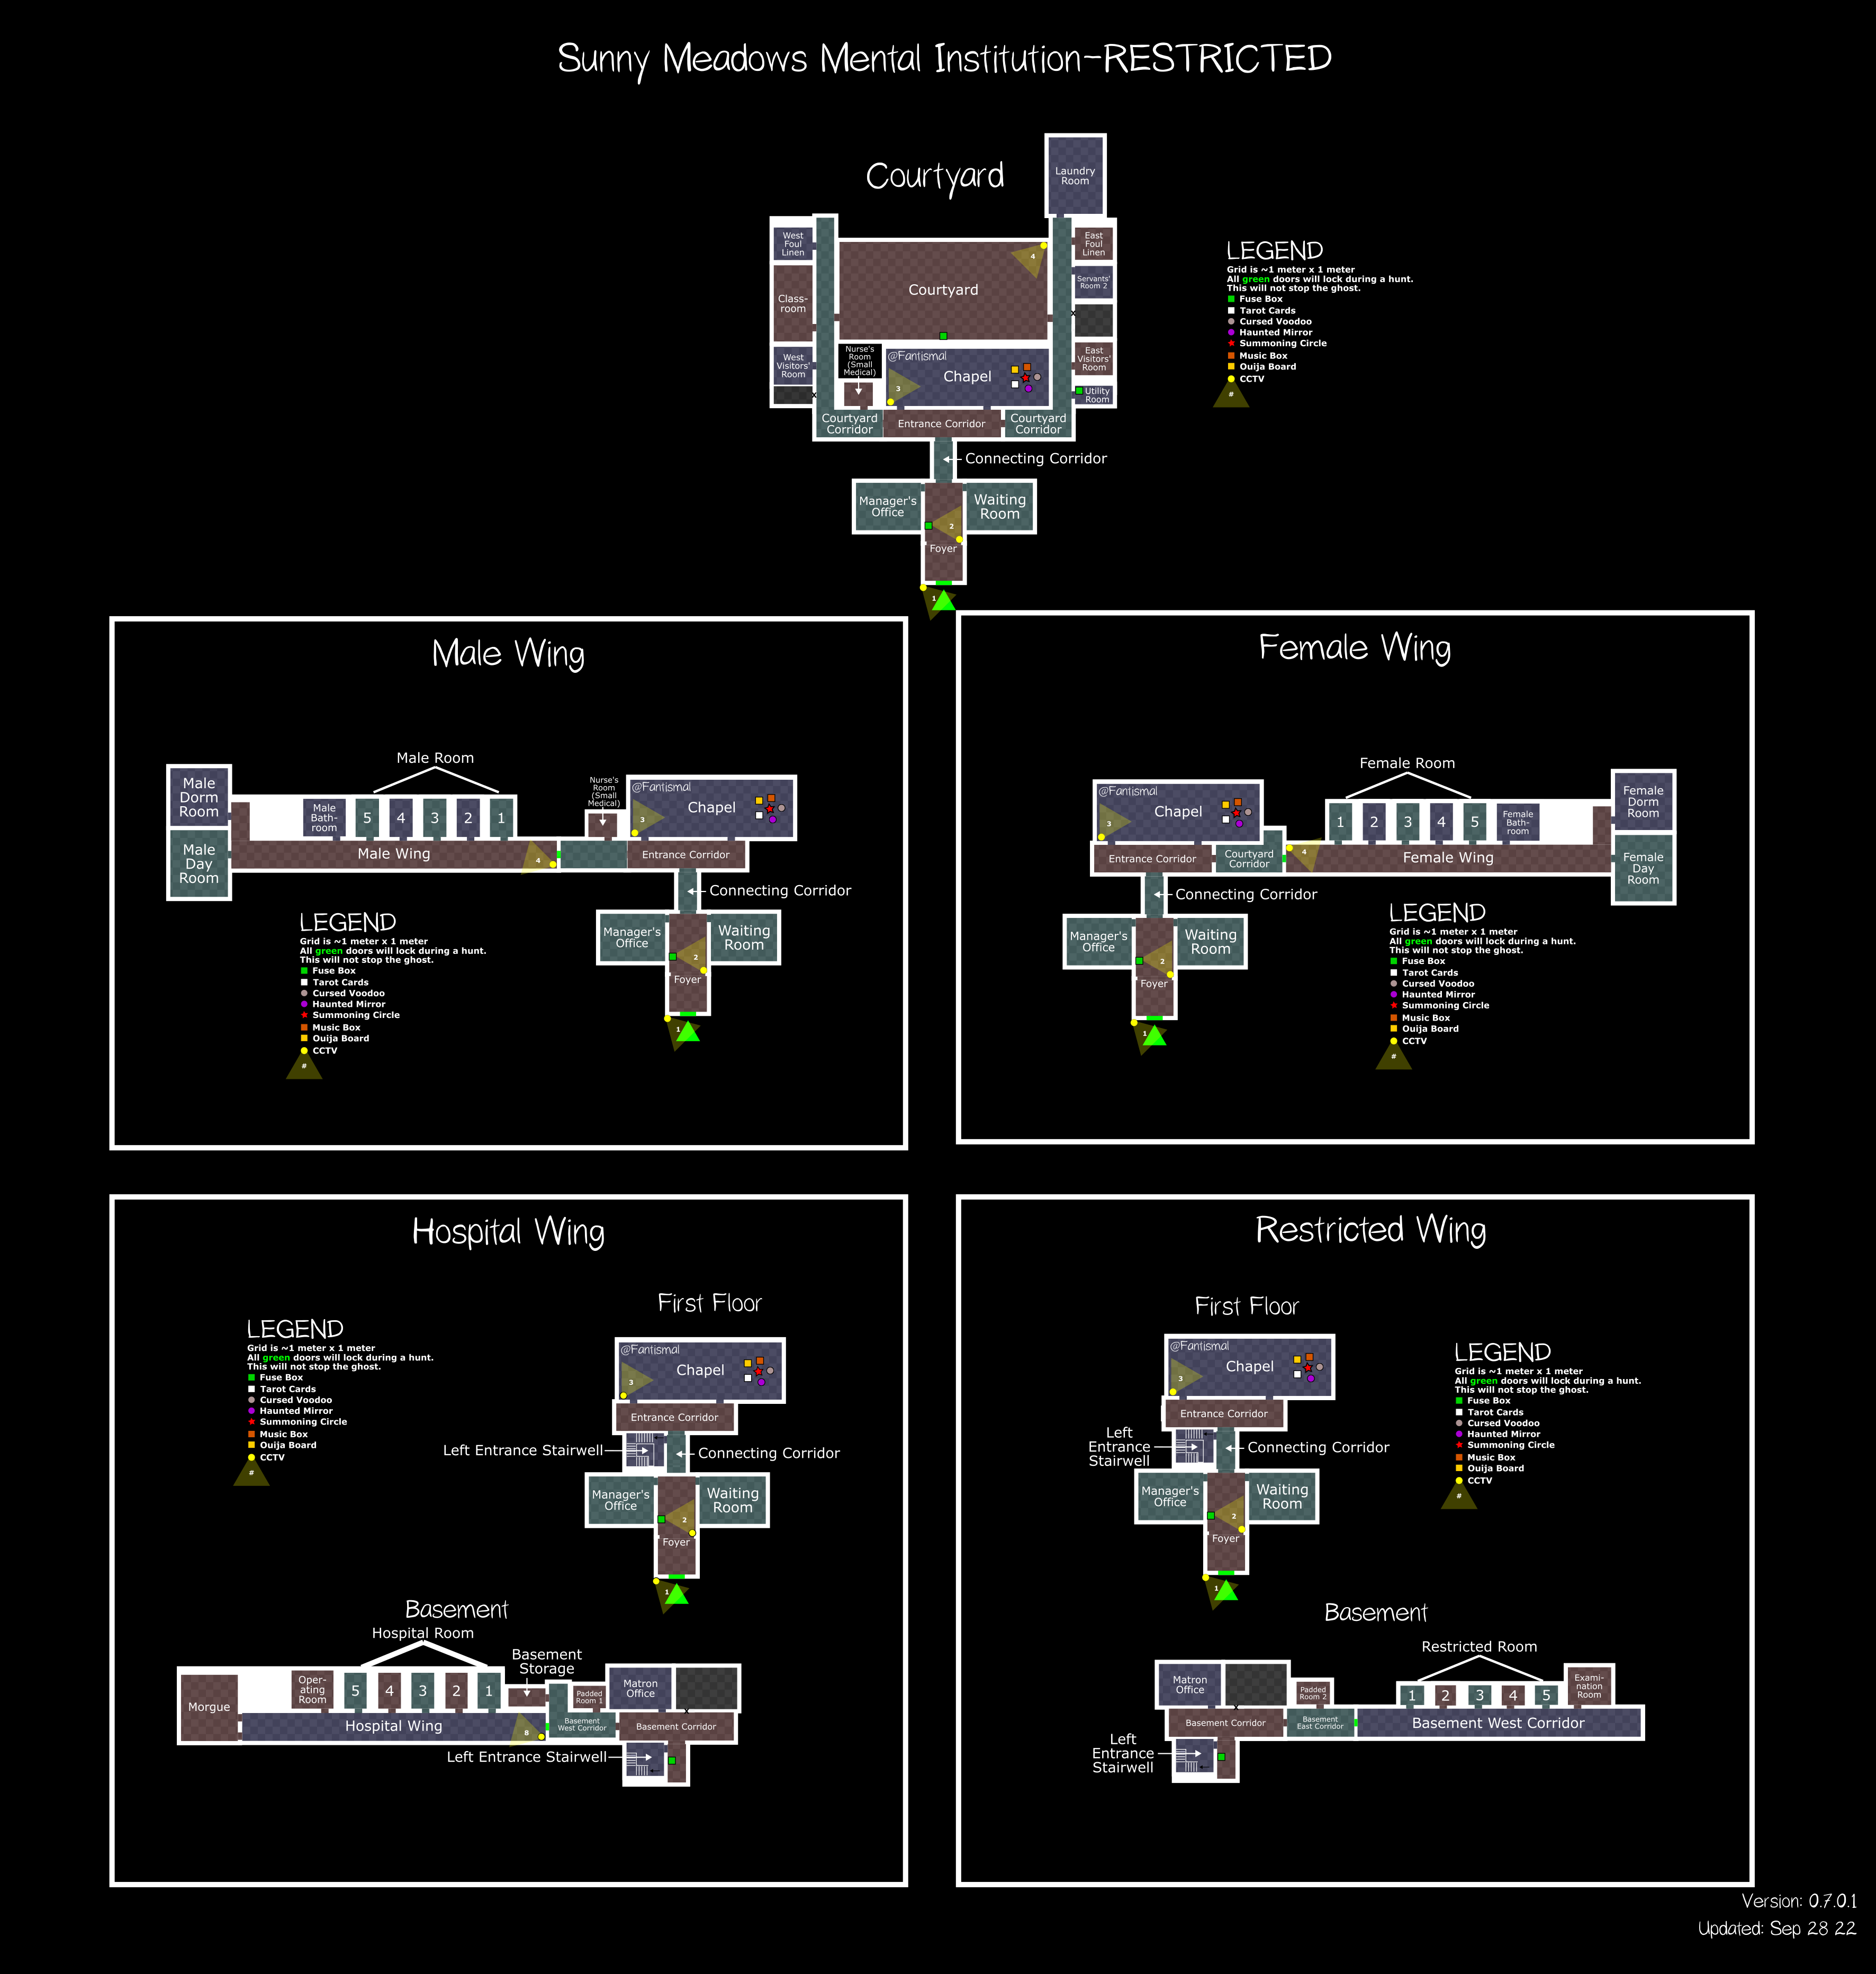 Sunny Meadows Mental Institution-RESTRICTED
Courtyard
Laundry
Room
West
Foul
Linen
Class-
room
West
Visitors'
Room
Courtyard
4
East
Foul
Linen
Servants'
Room 2
x
East
Visitors'
Room
Utility
Room
x
Nurse's
Room
(Small
Medical)
@Fantismal
Chapel
3
Courtyard
Corridor
Entrance Corridor
Courtyard
Corridor
Connecting Corridor
Manager's
Office
Waiting
Room
2
Foyer
1
LEGEND
Grid is ~1 meter x 1 meter
All green doors will lock during a hunt.
This will not stop the ghost.
Fuse Box
Tarot Cards
Cursed Voodoo
Haunted Mirror
Summoning Circle
Music Box
Ouija Board
CCTV
#
Male Wing
Male Room
Male
Dorm
Room
Male
Day
Room
Male
Bath-
room
5
4
3
2
1
Male Wing
4
Nurse's
Room
(Small
Medical)
@Fantismal
Chapel
3
Entrance Corridor
Connecting Corridor
Manager's
Office
Waiting
Room
2
Foyer
1
LEGEND
Grid is ~1 meter x 1 meter
All green doors will lock during a hunt.
This will not stop the ghost.
Fuse Box
Tarot Cards
Cursed Voodoo
Haunted Mirror
Summoning Circle
Music Box
Ouija Board
CCTV
#
Female Wing
Female Room
@Fantismal
Chapel
3
Entrance Corridor
Courtyard
Corridor
4
1
2
3
4
5
Female
Bath-
room
Female Wing
Female
Dorm
Room
Female
Day
Room
Connecting Corridor
Manager's
Office
Waiting
Room
2
Foyer
1
LEGEND
Grid is ~1 meter x 1 meter
All green doors will lock during a hunt.
This will not stop the ghost.
Fuse Box
Tarot Cards
Cursed Voodoo
Haunted Mirror
Summoning Circle
Music Box
Ouija Board
CCTV
#
Hospital Wing
First Floor
LEGEND
Grid is ~1 meter x 1 meter
All green doors will lock during a hunt.
This will not stop the ghost.
Fuse Box
Tarot Cards
Cursed Voodoo
Haunted Mirror
Summoning Circle
Music Box
Ouija Board
CCTV
#
@Fantismal
Chapel
3
Entrance Corridor
Left Entrance Stairwell
Connecting Corridor
Manager's
Office
Waiting
Room
2
Foyer
1
Basement
Hospital Room
Basement
Storage
Morgue
Oper-
ating
Room
5
4
3
2
1
Hospital Wing
8
Padded
Room 1
Basement
West Corridor
Matron
Office
x
Basement Corridor
Left Entrance Stairwell
Restricted Wing
First Floor
@Fantismal
Chapel
3
Entrance Corridor
Left
Entrance
Stairwell
Connecting Corridor
Manager's
Office
Waiting
Room
2
Foyer
1
LEGEND
Grid is ~1 meter x 1 meter
All green doors will lock during a hunt.
This will not stop the ghost.
Fuse Box
Tarot Cards
Cursed Voodoo
Haunted Mirror
Summoning Circle
Music Box
Ouija Board
CCTV
#
Basement
Restricted Room
Matron
Office
x
Padded
Room 2
1
2
3
4
5
Exami-
nation
Room
Basement Corridor
Basement
East Corridor
Basement West Corridor
Left
Entrance
Stairwell
Version: 0.7.0.1
Updated: Sep 28 22